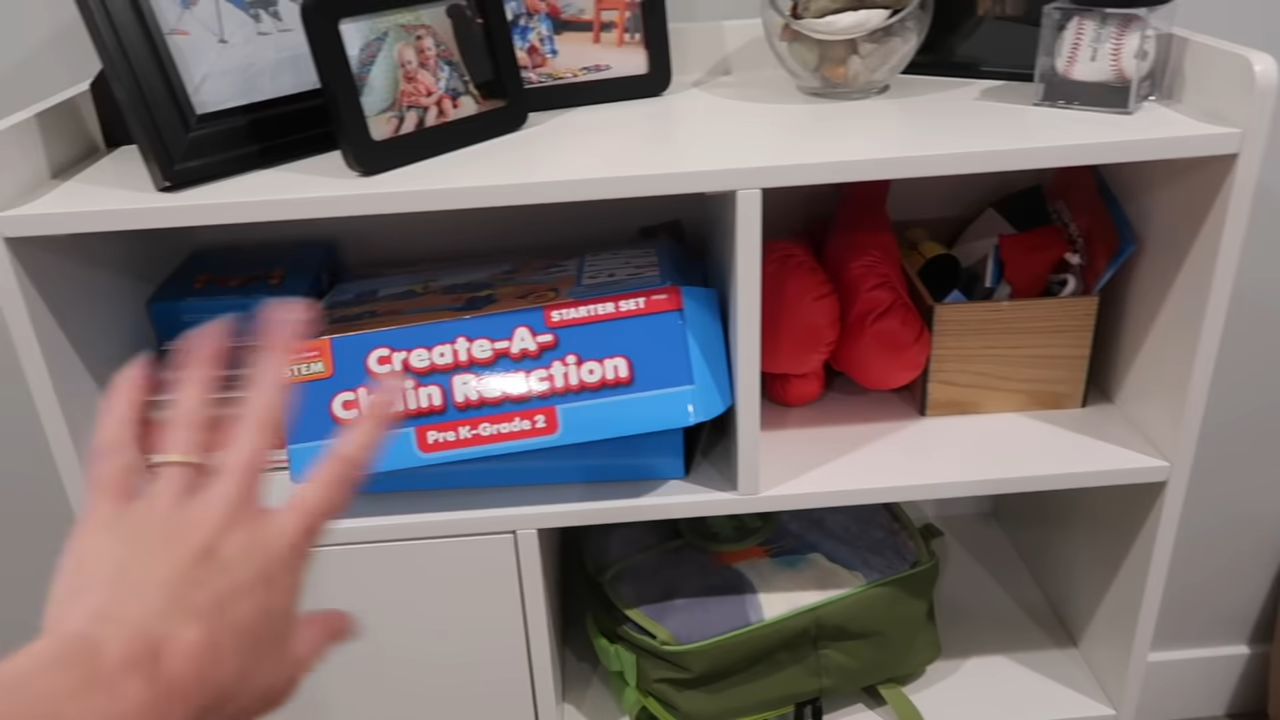 STARTER SET
Create-A-
Chain Reaction
STEM
Pre K-Grade 2